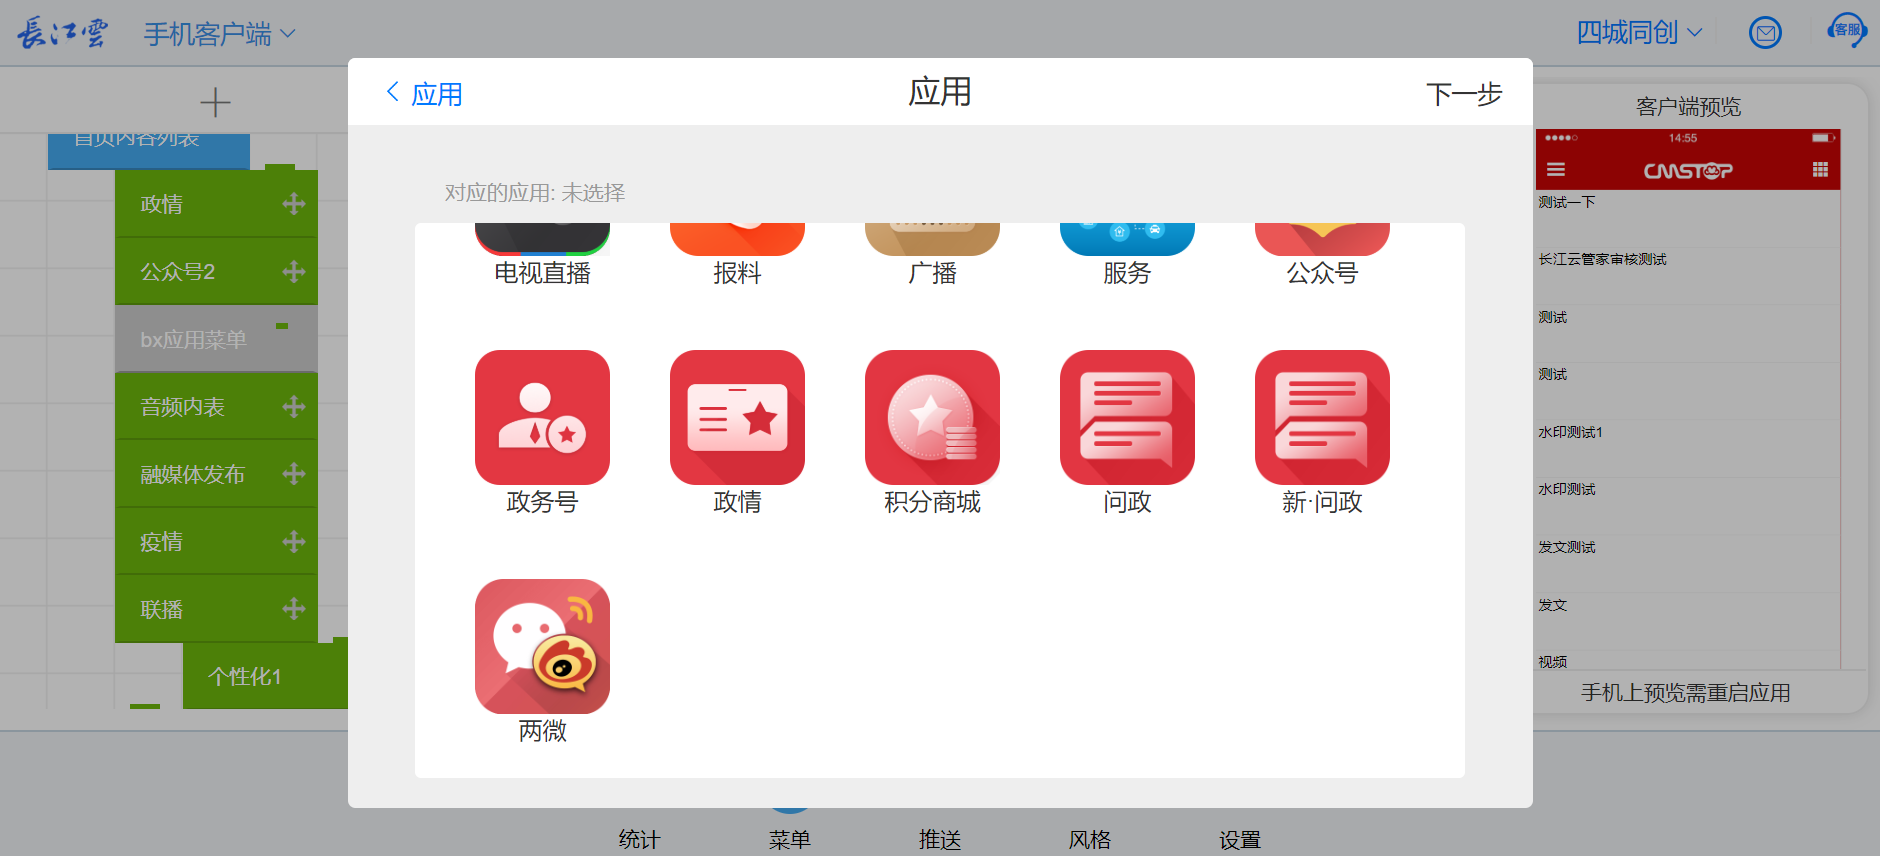 長江雲
手机客户端
四城同创
客服
应用
应用
下一步
首页内容列表
政情
公众号2
bx应用菜单
音频内表
融媒体发布
疫情
联播
个性化1
对应的应用: 未选择
电视直播
报料
广播
服务
公众号
政务号
政情
积分商城
问政
新·问政
两微
客户端预览
14:55
CMSTOP
测试一下
长江云管家审核测试
测试
测试
水印测试1
水印测试
发文测试
发文
视频
手机上预览需重启应用
统计
菜单
推送
风格
设置